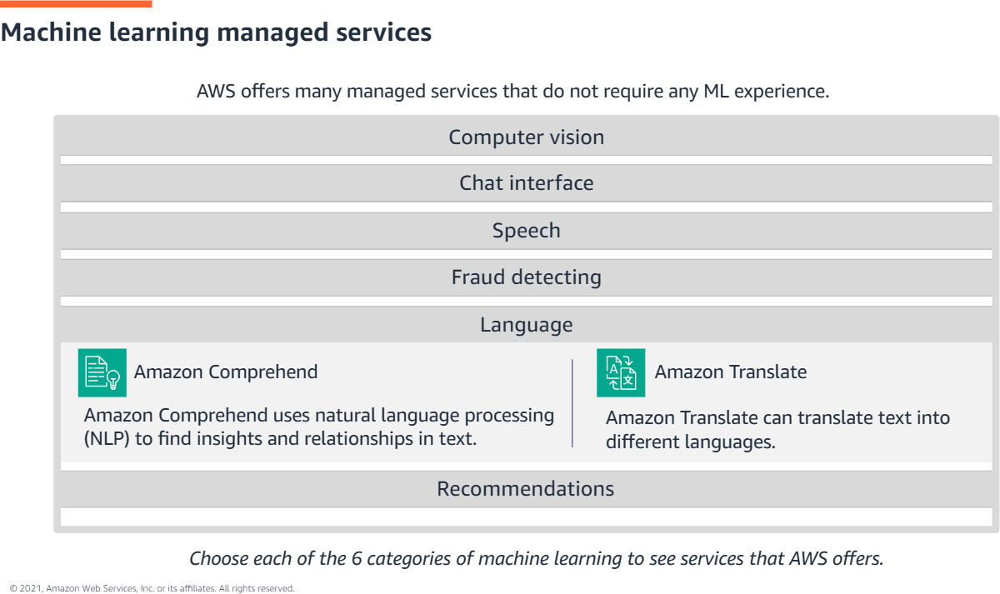 Machine learning managed services
AWS offers many managed services that do not require any ML experience.
Computer vision
Chat interface
Speech
Fraud detecting
Language
Amazon Comprehend
Amazon Comprehend uses natural language processing
(NLP) to find insights and relationships in text.
A
文
Amazon Translate
Amazon Translate can translate text into
different languages.
Recommendations
Choose each of the 6 categories of machine learning to see services that AWS offers.
© 2021, Amazon Web Services, Inc. or its affiliates. All rights reserved.